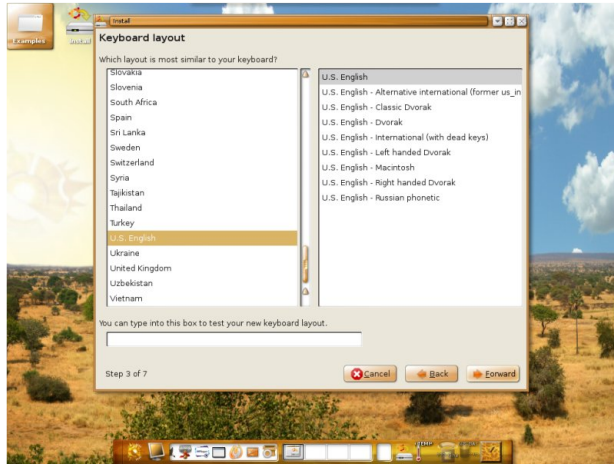 Examples
Install
Install
Keyboard layout
Which layout is most similar to your keyboard?
Slovakia
Slovenia
South Africa
Spain
Sri Lanka
Sweden
Switzerland
Syria
Tajikistan
Thailand
Turkey
U.S. English
Ukraine
United Kingdom
Uzbekistan
Vietnam
U.S. English
U.S. English - Alternative international (former us_in
U.S. English - Classic Dvorak
U.S. English - Dvorak
U.S. English - International (with dead keys)
U.S. English - Left handed Dvorak
U.S. English - Macintosh
U.S. English - Right handed Dvorak
U.S. English - Russian phonetic
You can type into this box to test your new keyboard layout.
Step 3 of 7
Cancel
Back
Forward
TEMP